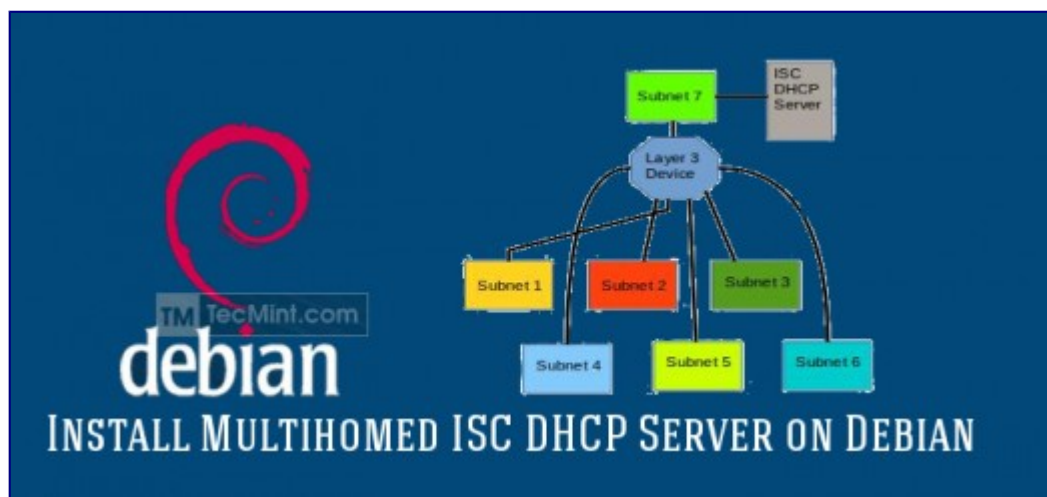 ISC
DHCP
Server
Subnet 7
Layer 3
Device
Subnet 1
Subnet 2
Subnet 3
Subnet 4
Subnet 5
Subnet 6
TM TecMint.com
debian
INSTALL MULTIHOMED ISC DHCP SERVER ON DEBIAN